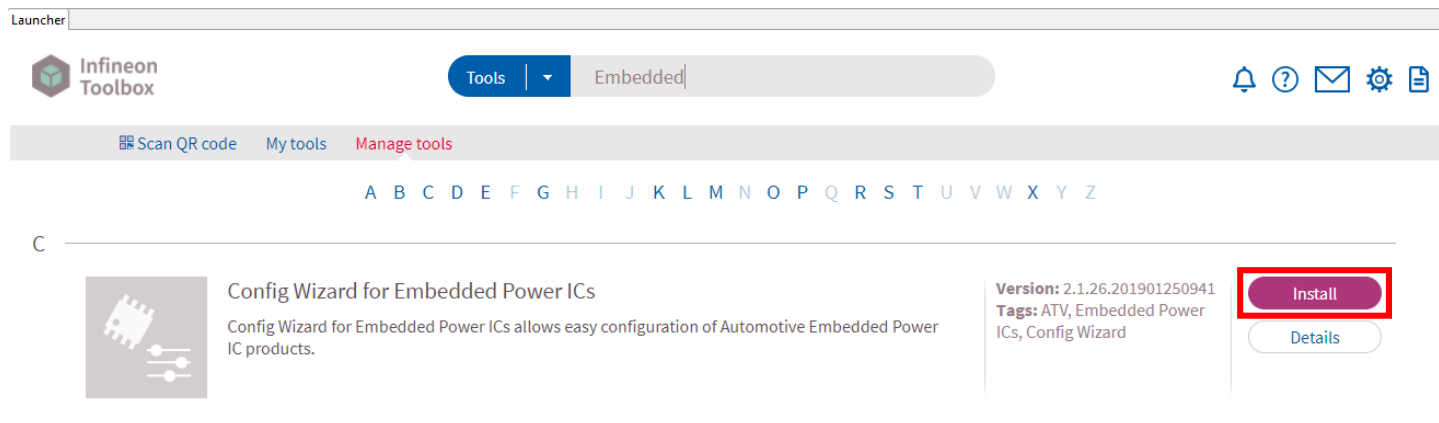 Launcher
Infineon
Toolbox
Tools
Embedded
Scan QR code My tools Manage tools
A B C D E F G H I J K L M N O P Q R S T U V W X Y Z
C
Config Wizard for Embedded Power ICs
Config Wizard for Embedded Power ICs allows easy configuration of Automotive Embedded Power
IC products.
Version: 2.1.26.201901250941
Tags: ATV, Embedded Power
ICs, Config Wizard
Install
Details